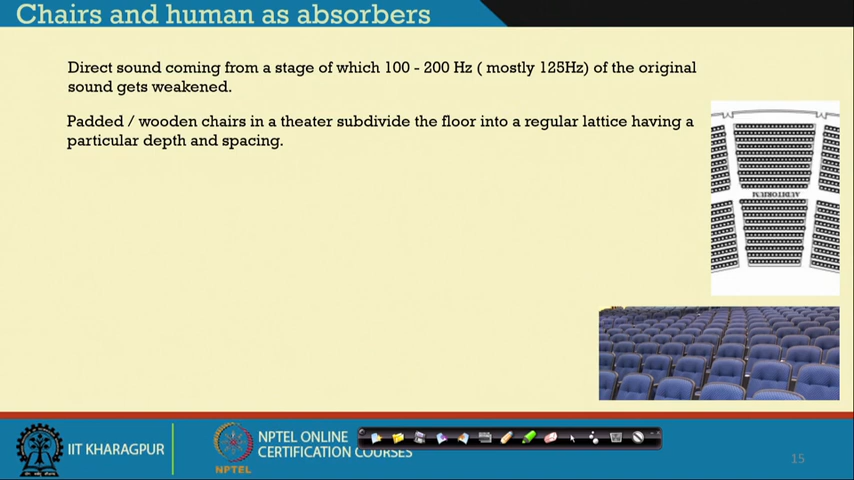 Chairs and human as absorbers
Direct sound coming from a stage of which 100 - 200 Hz ( mostly 125Hz) of the original
sound gets weakened.
Padded / wooden chairs in a theater subdivide the floor into a regular lattice having a
particular depth and spacing.
AUDITORIUM
IIT KHARAGPUR
NPTEL
NPTEL ONLINE
CERTIFICATION COURSES
15